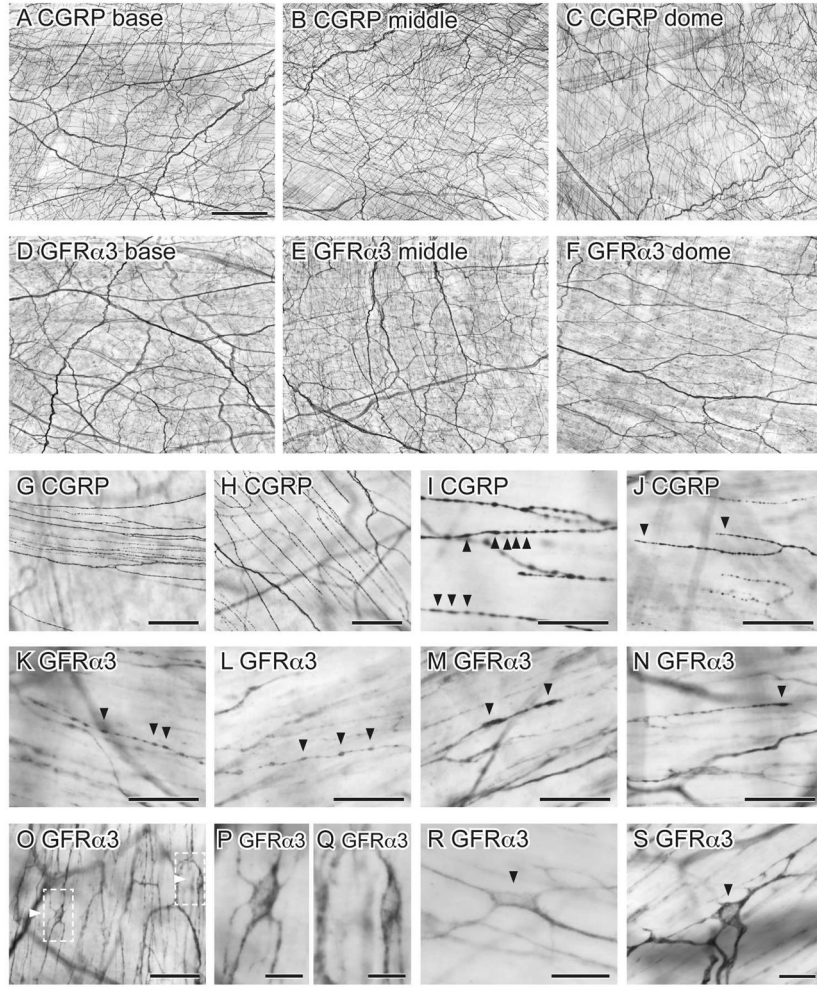 A CGRP base
B CGRP middle
C CGRP dome
D GFRα3 base
E GFRα3 middle
F GFRα3 dome
G CGRP
H CGRP
I CGRP
J CGRP
K GFRα3
L GFRα3
M GFRα3
N GFRα3
O GFRα3
P GFRα3
Q GFRα3
R GFRα3
S GFRα3